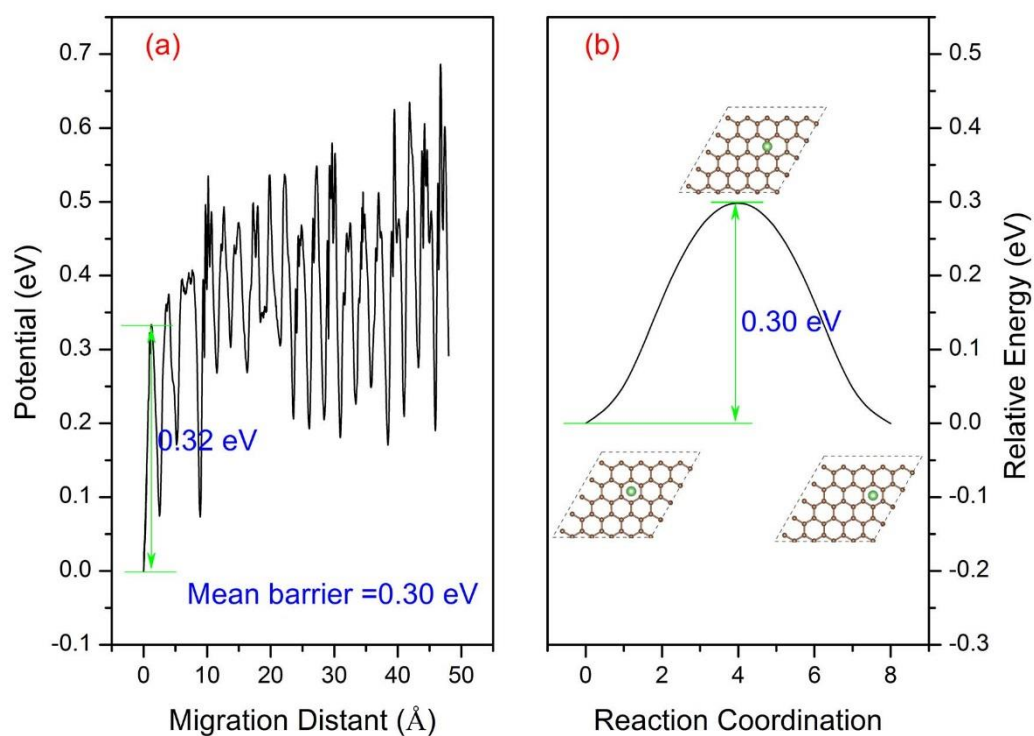 (a)
0.7
0.6
0.5
0.4
0.3
0.2
0.1
0.0
-0.1
Potential (eV)
0.32 eV
Mean barrier =0.30 eV
0 10 20 30 40 50
Migration Distant (Å)
(b)
0.30 eV
0.5
0.4
0.3
0.2
0.1
0.0
-0.1
-0.2
-0.3
Relative Energy (eV)
0 2 4 6 8
Reaction Coordination